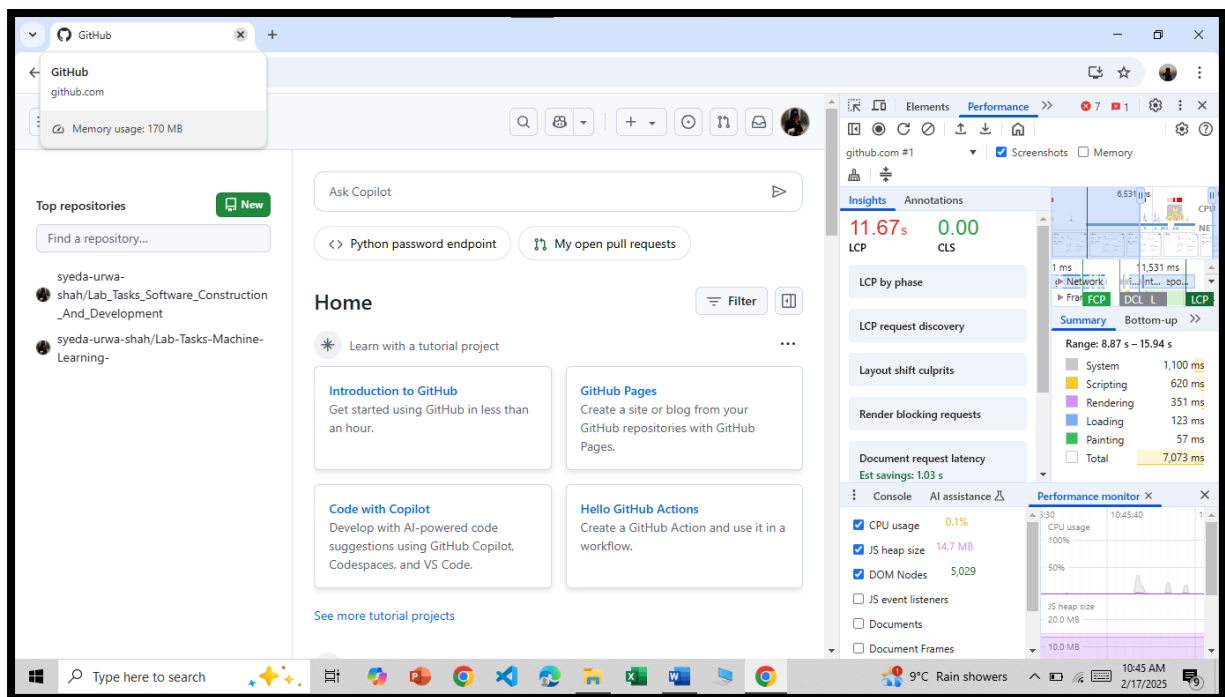 GitHub
GitHub
github.com
Memory usage: 170 MB
Top repositories
New
Find a repository...
syeda-urwa-
shah/Lab_Tasks_Software_Construction
_And_Development
syeda-urwa-shah/Lab-Tasks-Machine-
Learning-
Ask Copilot
Python password endpoint
My open pull requests
Home
Filter
Learn with a tutorial project
Introduction to GitHub
Get started using GitHub in less than
an hour.
GitHub Pages
Create a site or blog from your
GitHub repositories with GitHub
Pages.
Code with Copilot
Develop with AI-powered code
suggestions using GitHub Copilot,
Codespaces, and VS Code.
Hello GitHub Actions
Create a GitHub Action and use it in a
workflow.
See more tutorial projects
Elements Performance 7 1
github.com #1 Screenshots Memory
Insights Annotations
11.67s 0.00
LCP CLS
LCP by phase
LCP request discovery
Layout shift culprits
Render blocking requests
Document request latency
Est savings: 1.03 s
6,531
CPU
NET
1 ms 11,531 ms
Network
FCP DCL L LCP
Summary Bottom-up
Range: 8.87 s – 15.94 s
System 1,100 ms
Scripting 620 ms
Rendering 351 ms
Loading 123 ms
Painting 57 ms
Total 7,073 ms
Console AI assistance Performance monitor
CPU usage 0.1%
JS heap size 14.7 MB
DOM Nodes 5,029
JS event listeners
Documents
Document Frames
5:30 10:45:40
CPU usage
100%
50%
JS heap size
20.0 MB
10.0 MB
Type here to search
9°C Rain showers
10:45 AM
2/17/2025
9